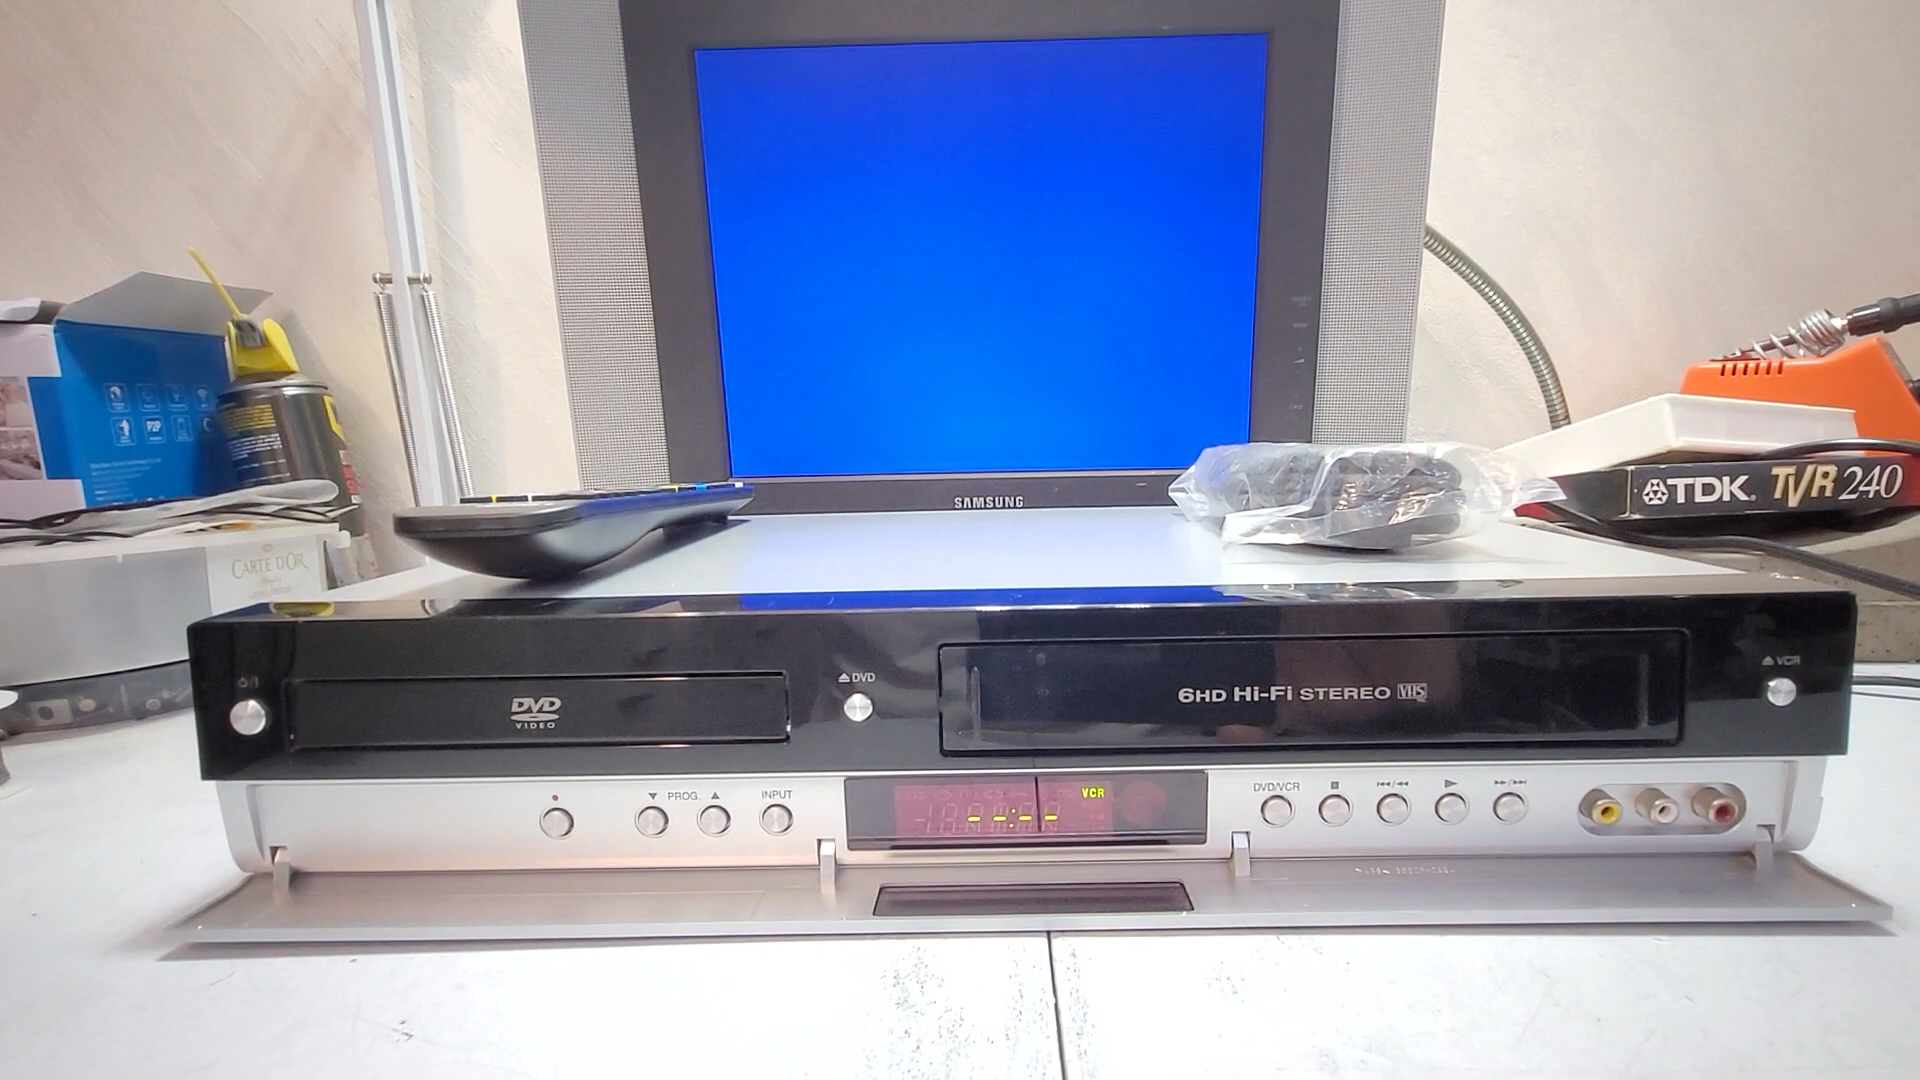 SAMSUNG
P2P
CARTE D'OR
TDK. TVR 240
⏻/I
DVD
VIDEO
⏏ DVD
6HD Hi-Fi STEREO VHS
⏏ VCR
▼ PROG. ▲
INPUT
VCR
--:--
DVD/VCR